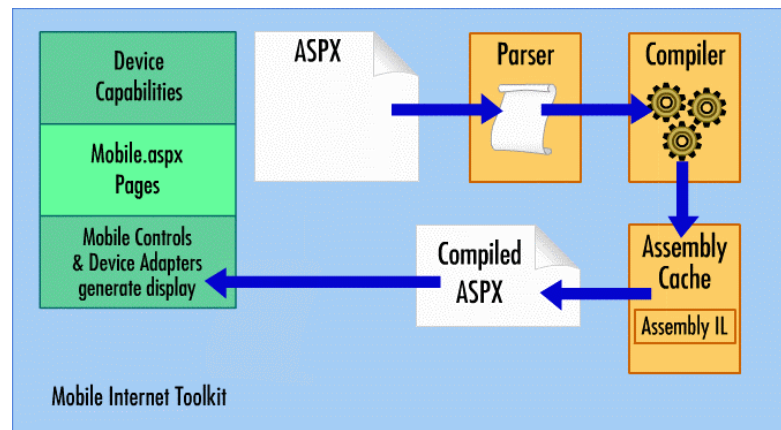 Device
Capabilities
Mobile.aspx
Pages
Mobile Controls
& Device Adapters
generate display
ASPX
Parser
Compiler
Assembly
Cache
Assembly IL
Compiled
ASPX
Mobile Internet Toolkit